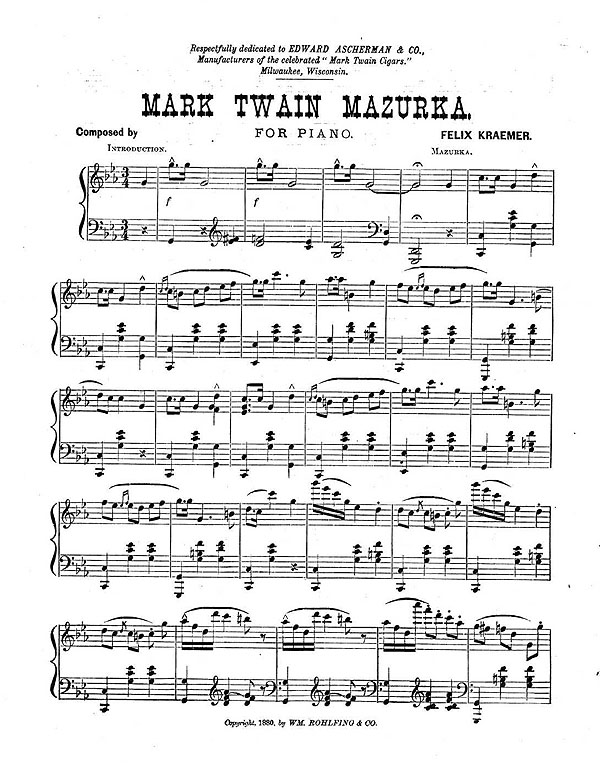 Respectfully dedicated to EDWARD ASCHERMAN & CO.,
Manufacturers of the celebrated "Mark Twain Cigars."
Milwaukee, Wisconsin.
MARK TWAIN MAZURKA.
Composed by FOR PIANO. FELIX KRAEMER.
INTRODUCTION. MAZURKA.
f f
Copyright, 1880, by WM. ROHLFING & CO.